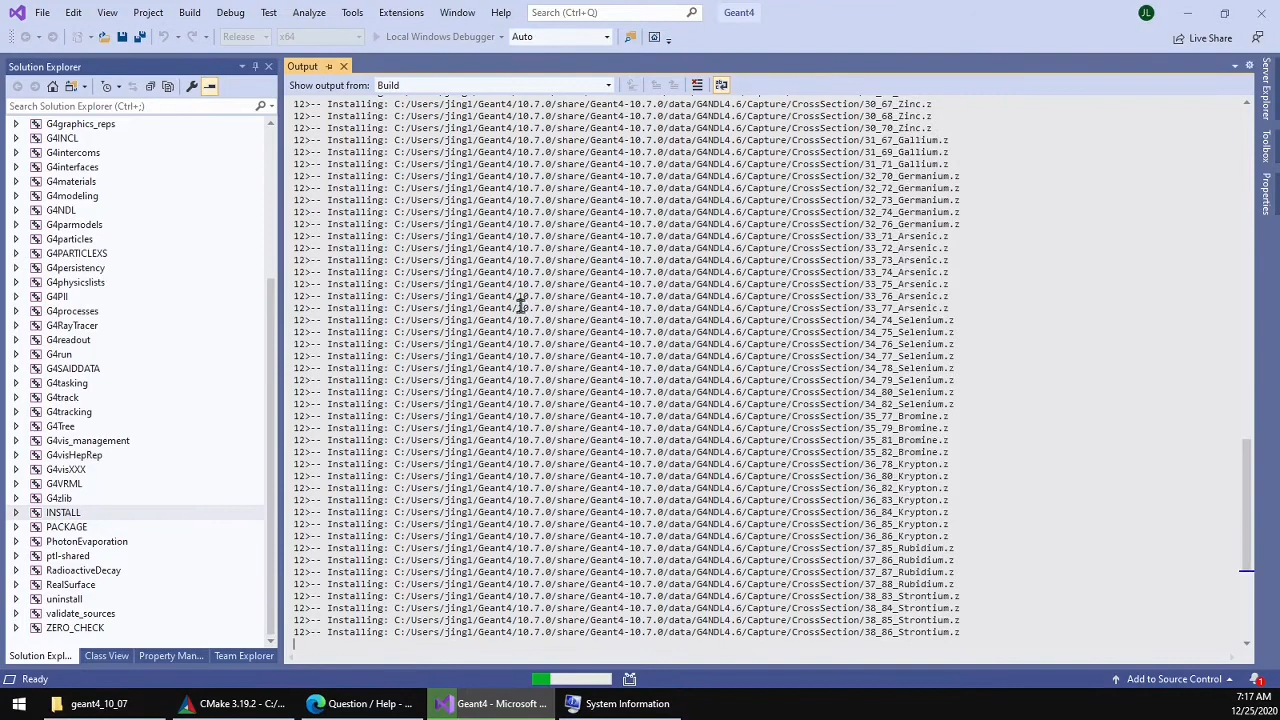 File Edit View Project Build Debug Test Analyze Tools Extensions Window Help Search (Ctrl+Q) Geant4 JL
Release x64 Local Windows Debugger Auto Live Share
Solution Explorer
Search Solution Explorer (Ctrl+;)
G4graphics_reps
G4INCL
G4intercoms
G4interfaces
G4materials
G4modeling
G4NDL
G4parmodels
G4particles
G4PARTICLEXS
G4persistency
G4physicslists
G4PII
G4processes
G4RayTracer
G4readout
G4run
G4SAIDDATA
G4tasking
G4track
G4tracking
G4Tree
G4vis_management
G4visHepRep
G4visXXX
G4VRML
G4zlib
INSTALL
PACKAGE
PhotonEvaporation
ptl-shared
RadioactiveDecay
RealSurface
uninstall
validate_sources
ZERO_CHECK
Solution Expl... Class View Property Man... Team Explorer
Output
Show output from: Build
12>-- Installing: C:/Users/jingl/Geant4/10.7.0/share/Geant4-10.7.0/data/G4NDL4.6/Capture/CrossSection/30_67_Zinc.z
12>-- Installing: C:/Users/jingl/Geant4/10.7.0/share/Geant4-10.7.0/data/G4NDL4.6/Capture/CrossSection/30_68_Zinc.z
12>-- Installing: C:/Users/jingl/Geant4/10.7.0/share/Geant4-10.7.0/data/G4NDL4.6/Capture/CrossSection/30_70_Zinc.z
12>-- Installing: C:/Users/jingl/Geant4/10.7.0/share/Geant4-10.7.0/data/G4NDL4.6/Capture/CrossSection/31_67_Gallium.z
12>-- Installing: C:/Users/jingl/Geant4/10.7.0/share/Geant4-10.7.0/data/G4NDL4.6/Capture/CrossSection/31_69_Gallium.z
12>-- Installing: C:/Users/jingl/Geant4/10.7.0/share/Geant4-10.7.0/data/G4NDL4.6/Capture/CrossSection/31_71_Gallium.z
12>-- Installing: C:/Users/jingl/Geant4/10.7.0/share/Geant4-10.7.0/data/G4NDL4.6/Capture/CrossSection/32_70_Germanium.z
12>-- Installing: C:/Users/jingl/Geant4/10.7.0/share/Geant4-10.7.0/data/G4NDL4.6/Capture/CrossSection/32_72_Germanium.z
12>-- Installing: C:/Users/jingl/Geant4/10.7.0/share/Geant4-10.7.0/data/G4NDL4.6/Capture/CrossSection/32_73_Germanium.z
12>-- Installing: C:/Users/jingl/Geant4/10.7.0/share/Geant4-10.7.0/data/G4NDL4.6/Capture/CrossSection/32_74_Germanium.z
12>-- Installing: C:/Users/jingl/Geant4/10.7.0/share/Geant4-10.7.0/data/G4NDL4.6/Capture/CrossSection/32_76_Germanium.z
12>-- Installing: C:/Users/jingl/Geant4/10.7.0/share/Geant4-10.7.0/data/G4NDL4.6/Capture/CrossSection/33_71_Arsenic.z
12>-- Installing: C:/Users/jingl/Geant4/10.7.0/share/Geant4-10.7.0/data/G4NDL4.6/Capture/CrossSection/33_72_Arsenic.z
12>-- Installing: C:/Users/jingl/Geant4/10.7.0/share/Geant4-10.7.0/data/G4NDL4.6/Capture/CrossSection/33_73_Arsenic.z
12>-- Installing: C:/Users/jingl/Geant4/10.7.0/share/Geant4-10.7.0/data/G4NDL4.6/Capture/CrossSection/33_74_Arsenic.z
12>-- Installing: C:/Users/jingl/Geant4/10.7.0/share/Geant4-10.7.0/data/G4NDL4.6/Capture/CrossSection/33_75_Arsenic.z
12>-- Installing: C:/Users/jingl/Geant4/10.7.0/share/Geant4-10.7.0/data/G4NDL4.6/Capture/CrossSection/33_76_Arsenic.z
12>-- Installing: C:/Users/jingl/Geant4/10.7.0/share/Geant4-10.7.0/data/G4NDL4.6/Capture/CrossSection/33_77_Arsenic.z
12>-- Installing: C:/Users/jingl/Geant4/10.7.0/share/Geant4-10.7.0/data/G4NDL4.6/Capture/CrossSection/34_74_Selenium.z
12>-- Installing: C:/Users/jingl/Geant4/10.7.0/share/Geant4-10.7.0/data/G4NDL4.6/Capture/CrossSection/34_75_Selenium.z
12>-- Installing: C:/Users/jingl/Geant4/10.7.0/share/Geant4-10.7.0/data/G4NDL4.6/Capture/CrossSection/34_76_Selenium.z
12>-- Installing: C:/Users/jingl/Geant4/10.7.0/share/Geant4-10.7.0/data/G4NDL4.6/Capture/CrossSection/34_77_Selenium.z
12>-- Installing: C:/Users/jingl/Geant4/10.7.0/share/Geant4-10.7.0/data/G4NDL4.6/Capture/CrossSection/34_78_Selenium.z
12>-- Installing: C:/Users/jingl/Geant4/10.7.0/share/Geant4-10.7.0/data/G4NDL4.6/Capture/CrossSection/34_79_Selenium.z
12>-- Installing: C:/Users/jingl/Geant4/10.7.0/share/Geant4-10.7.0/data/G4NDL4.6/Capture/CrossSection/34_80_Selenium.z
12>-- Installing: C:/Users/jingl/Geant4/10.7.0/share/Geant4-10.7.0/data/G4NDL4.6/Capture/CrossSection/34_82_Selenium.z
12>-- Installing: C:/Users/jingl/Geant4/10.7.0/share/Geant4-10.7.0/data/G4NDL4.6/Capture/CrossSection/35_77_Bromine.z
12>-- Installing: C:/Users/jingl/Geant4/10.7.0/share/Geant4-10.7.0/data/G4NDL4.6/Capture/CrossSection/35_79_Bromine.z
12>-- Installing: C:/Users/jingl/Geant4/10.7.0/share/Geant4-10.7.0/data/G4NDL4.6/Capture/CrossSection/35_81_Bromine.z
12>-- Installing: C:/Users/jingl/Geant4/10.7.0/share/Geant4-10.7.0/data/G4NDL4.6/Capture/CrossSection/35_82_Bromine.z
12>-- Installing: C:/Users/jingl/Geant4/10.7.0/share/Geant4-10.7.0/data/G4NDL4.6/Capture/CrossSection/36_78_Krypton.z
12>-- Installing: C:/Users/jingl/Geant4/10.7.0/share/Geant4-10.7.0/data/G4NDL4.6/Capture/CrossSection/36_80_Krypton.z
12>-- Installing: C:/Users/jingl/Geant4/10.7.0/share/Geant4-10.7.0/data/G4NDL4.6/Capture/CrossSection/36_82_Krypton.z
12>-- Installing: C:/Users/jingl/Geant4/10.7.0/share/Geant4-10.7.0/data/G4NDL4.6/Capture/CrossSection/36_83_Krypton.z
12>-- Installing: C:/Users/jingl/Geant4/10.7.0/share/Geant4-10.7.0/data/G4NDL4.6/Capture/CrossSection/36_84_Krypton.z
12>-- Installing: C:/Users/jingl/Geant4/10.7.0/share/Geant4-10.7.0/data/G4NDL4.6/Capture/CrossSection/36_85_Krypton.z
12>-- Installing: C:/Users/jingl/Geant4/10.7.0/share/Geant4-10.7.0/data/G4NDL4.6/Capture/CrossSection/36_86_Krypton.z
12>-- Installing: C:/Users/jingl/Geant4/10.7.0/share/Geant4-10.7.0/data/G4NDL4.6/Capture/CrossSection/37_85_Rubidium.z
12>-- Installing: C:/Users/jingl/Geant4/10.7.0/share/Geant4-10.7.0/data/G4NDL4.6/Capture/CrossSection/37_86_Rubidium.z
12>-- Installing: C:/Users/jingl/Geant4/10.7.0/share/Geant4-10.7.0/data/G4NDL4.6/Capture/CrossSection/37_87_Rubidium.z
12>-- Installing: C:/Users/jingl/Geant4/10.7.0/share/Geant4-10.7.0/data/G4NDL4.6/Capture/CrossSection/37_88_Rubidium.z
12>-- Installing: C:/Users/jingl/Geant4/10.7.0/share/Geant4-10.7.0/data/G4NDL4.6/Capture/CrossSection/38_83_Strontium.z
12>-- Installing: C:/Users/jingl/Geant4/10.7.0/share/Geant4-10.7.0/data/G4NDL4.6/Capture/CrossSection/38_84_Strontium.z
12>-- Installing: C:/Users/jingl/Geant4/10.7.0/share/Geant4-10.7.0/data/G4NDL4.6/Capture/CrossSection/38_85_Strontium.z
12>-- Installing: C:/Users/jingl/Geant4/10.7.0/share/Geant4-10.7.0/data/G4NDL4.6/Capture/CrossSection/38_86_Strontium.z
Server Explorer
Toolbox
Properties
Ready Add to Source Control 1
geant4_10_07 CMake 3.19.2 - C:/... Question / Help - ... Geant4 - Microsoft ... System Information
7:17 AM
12/25/2020